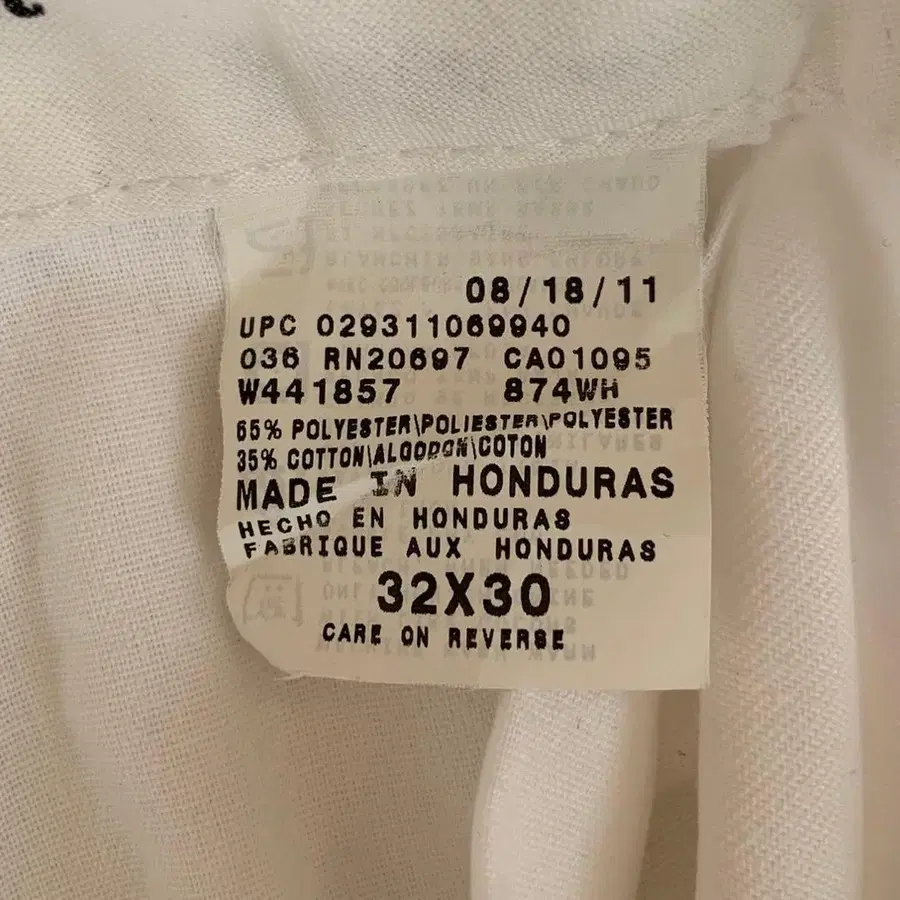 08/18/11
UPC 029311069940
036 RN20697 CA01095
W441857 874WH
65% POLYESTER\POLIESTER\POLYESTER
35% COTTON\ALGODON\COTON
MADE IN HONDURAS
HECHO EN HONDURAS
FABRIQUE AUX HONDURAS
32X30
CARE ON REVERSE